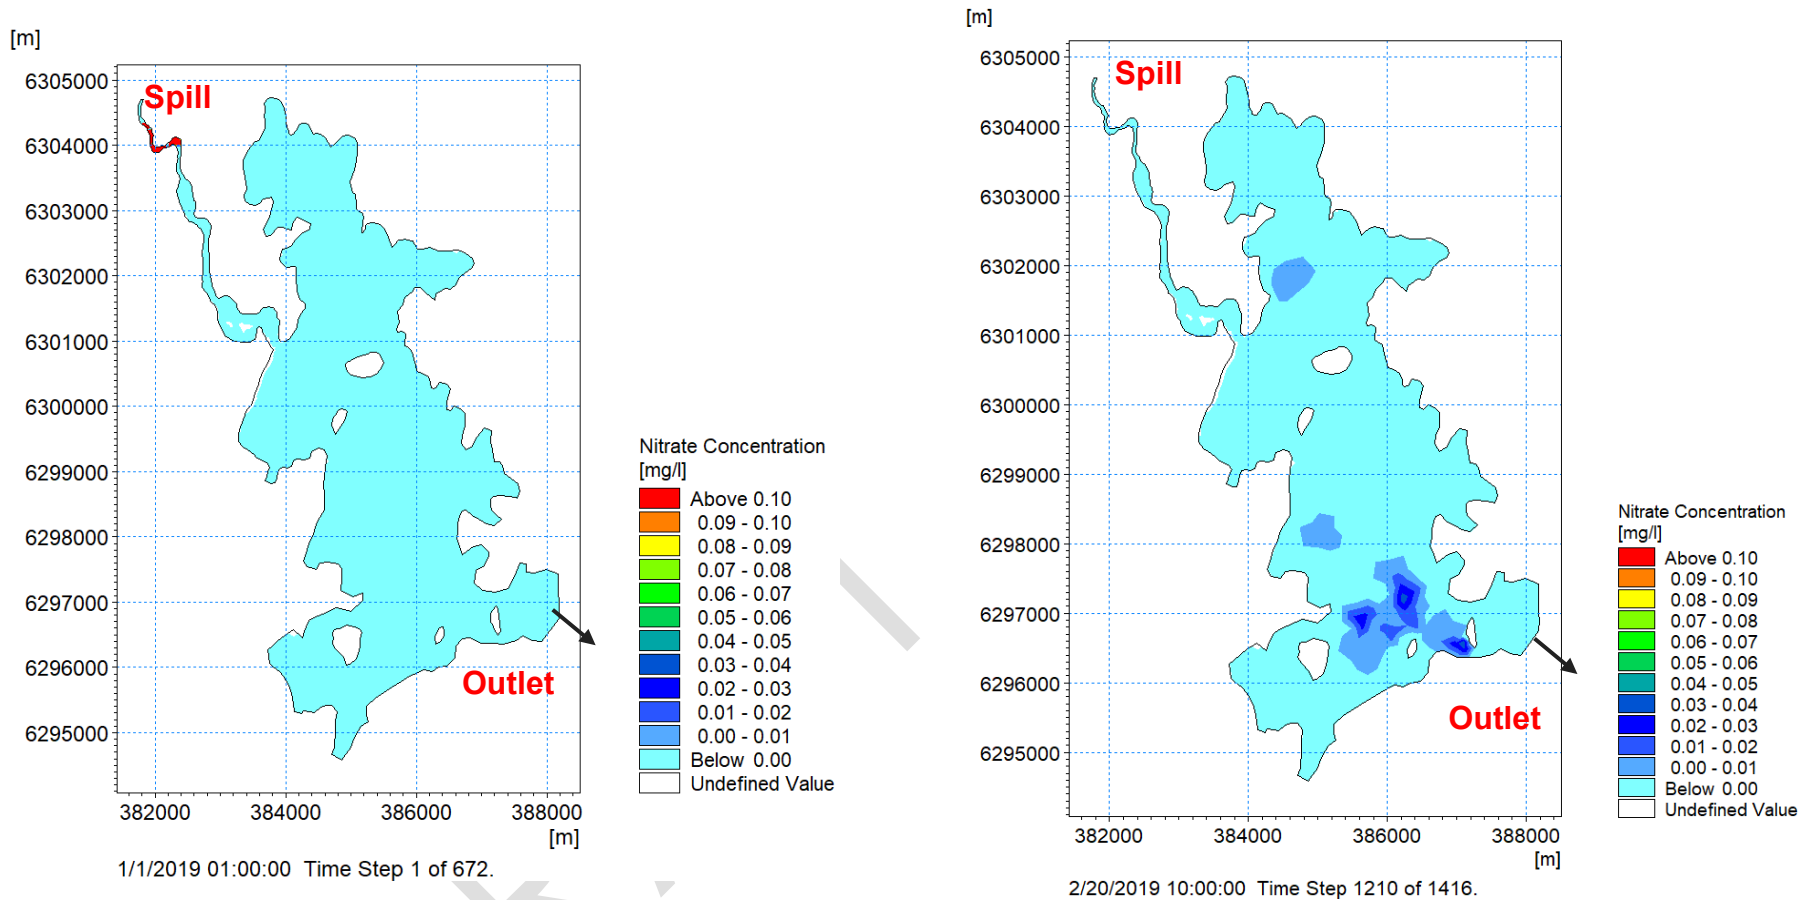 [m]
6305000
6304000
6303000
6302000
6301000
6300000
6299000
6298000
6297000
6296000
6295000
Spill
Outlet
382000 384000 386000 388000
[m]
1/1/2019 01:00:00 Time Step 1 of 672.
Nitrate Concentration
[mg/l]
Above 0.10
0.09 - 0.10
0.08 - 0.09
0.07 - 0.08
0.06 - 0.07
0.05 - 0.06
0.04 - 0.05
0.03 - 0.04
0.02 - 0.03
0.01 - 0.02
0.00 - 0.01
Below 0.00
Undefined Value
[m]
6305000
6304000
6303000
6302000
6301000
6300000
6299000
6298000
6297000
6296000
6295000
Spill
Outlet
382000 384000 386000 388000
[m]
2/20/2019 10:00:00 Time Step 1210 of 1416.
Nitrate Concentration
[mg/l]
Above 0.10
0.09 - 0.10
0.08 - 0.09
0.07 - 0.08
0.06 - 0.07
0.05 - 0.06
0.04 - 0.05
0.03 - 0.04
0.02 - 0.03
0.01 - 0.02
0.00 - 0.01
Below 0.00
Undefined Value